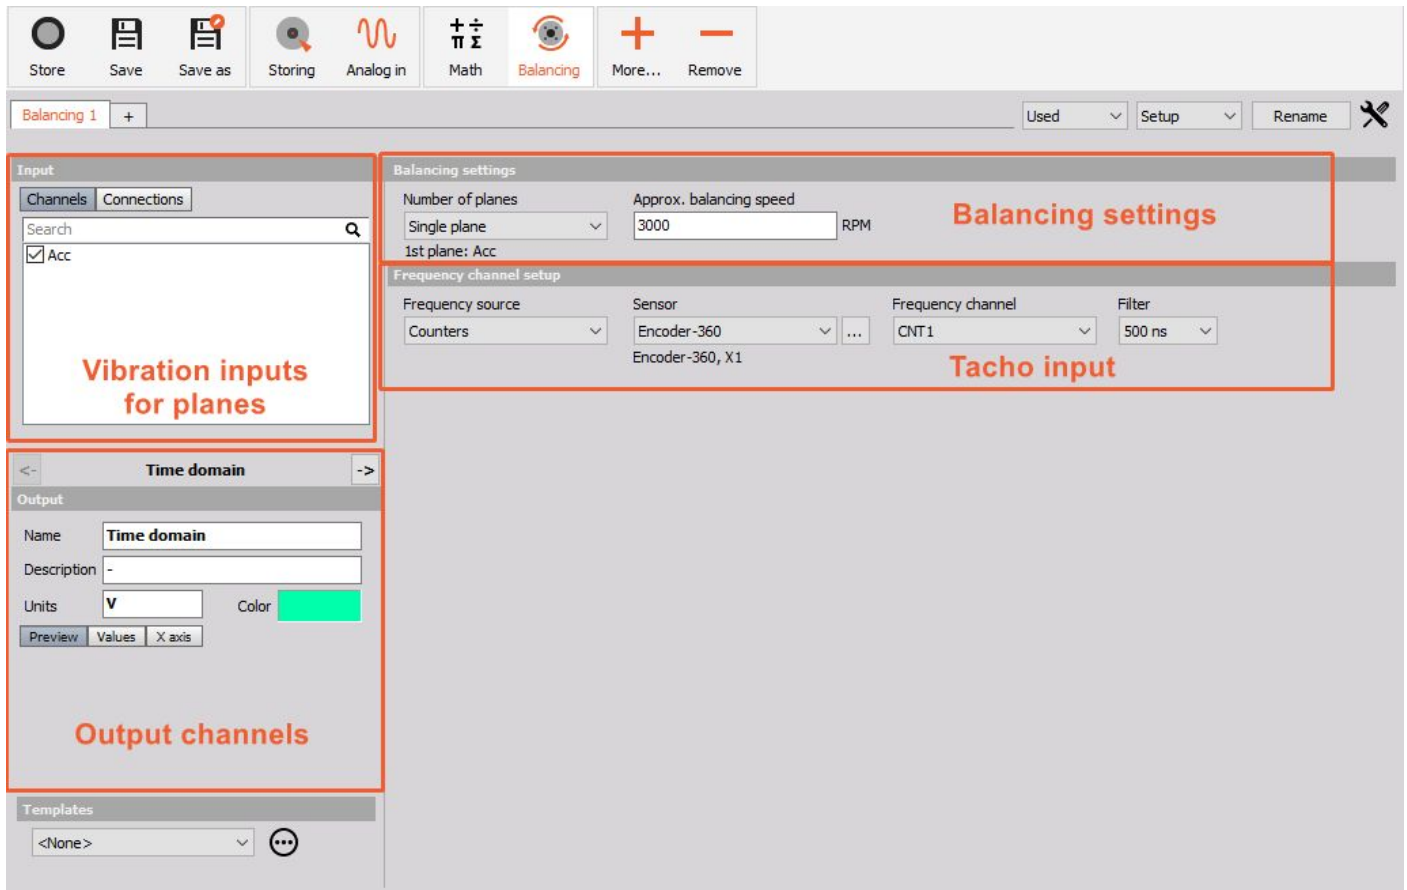 Store Save Save as Storing Analog in Math Balancing More... Remove
Balancing 1 + Used Setup Rename
Input
Channels Connections
Search
Acc
Vibration inputs
for planes
Balancing settings
Number of planes Approx. balancing speed
Single plane 3000 RPM
1st plane: Acc
Balancing settings
Frequency channel setup
Frequency source Sensor Frequency channel Filter
Counters Encoder-360 ... CNT1 500 ns
Encoder-360, X1
Tacho input
<- Time domain ->
Output
Name Time domain
Description -
Units V Color
Preview Values X axis
Output channels
Templates
<None>